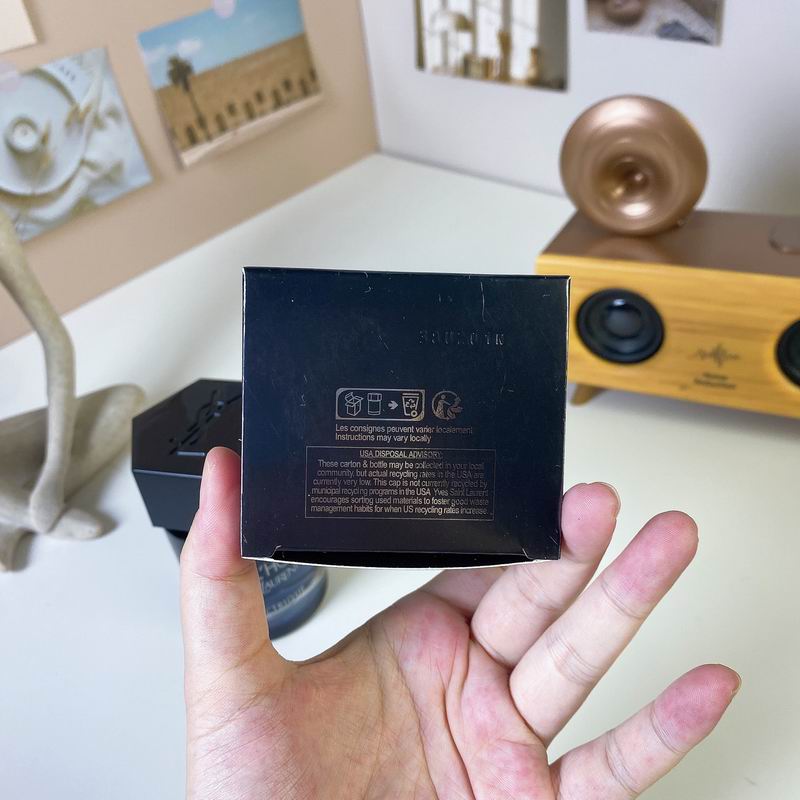 Les consignes peuvent varier localement
Instructions may vary locally
USA DISPOSAL ADVISORY:
These carton & bottle may be collected in your local
community, but actual recycling rates in the USA are
currently very low. This cap is not currently recycled by
municipal recycling programs in the USA. Yves Saint Laurent
encourages sorting used materials to foster good waste
management habits for when US recycling rates increase.